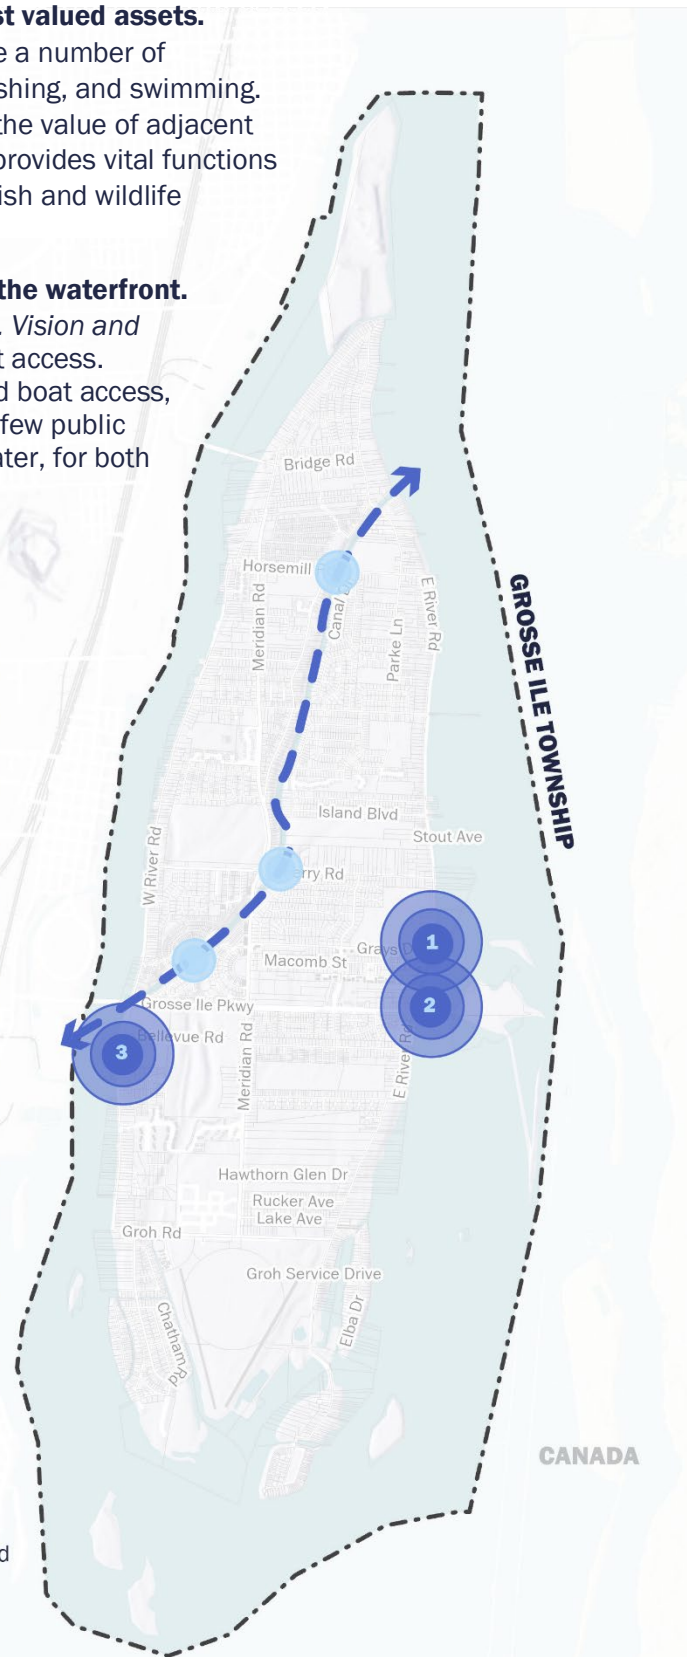 st valued assets.
e a number of
shing, and swimming.
the value of adjacent
provides vital functions
ish and wildlife
the waterfront.
. Vision and
t access.
d boat access,
few public
ater, for both
Bridge Rd
Horsemill
Canal
Meridian Rd
Parke Ln
E River Rd
GROSSE ILE TOWNSHIP
Island Blvd
Stout Ave
W River Rd
rry Rd
1
Grays D
Macomb St
2
Grosse Ile Pkwy
3
Bellevue Rd
Meridian Rd
E River Rd
Hawthorn Glen Dr
Rucker Ave
Lake Ave
Groh Rd
Groh Service Drive
Chatham Rd
Elba Dr
CANADA
d